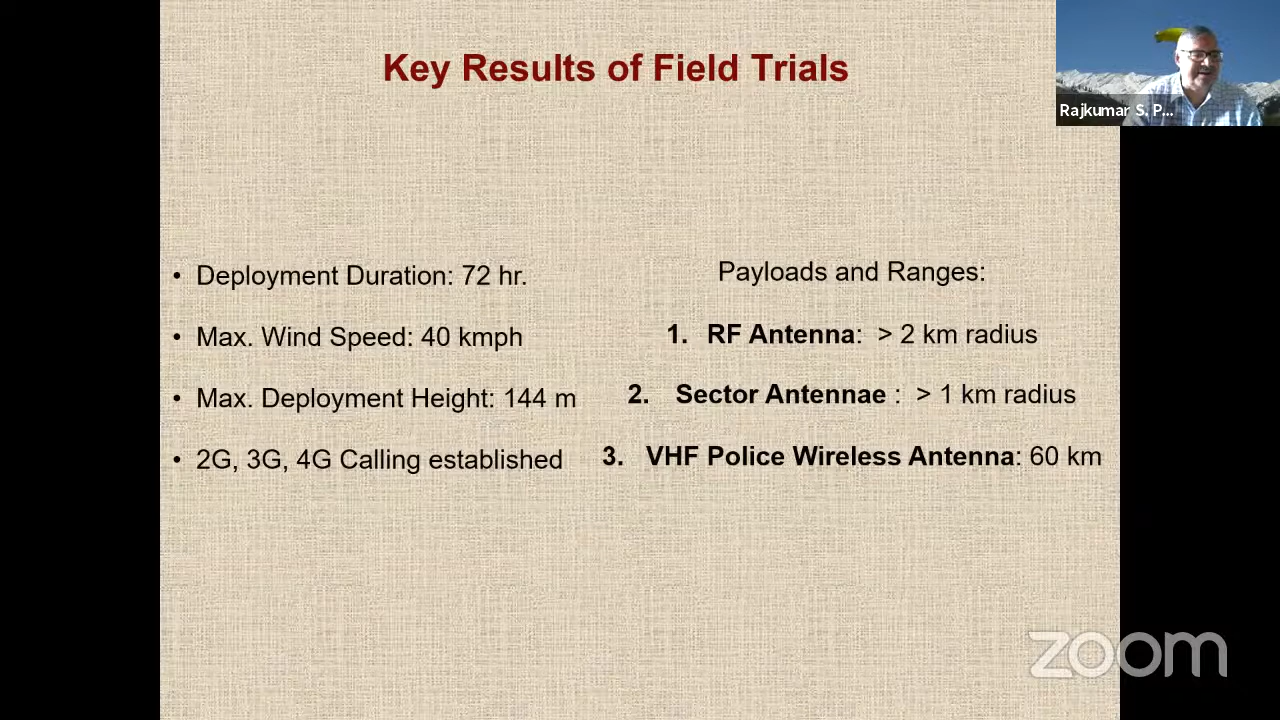 Key Results of Field Trials
Rajkumar S. P...
• Deployment Duration: 72 hr.
• Max. Wind Speed: 40 kmph
• Max. Deployment Height: 144 m
• 2G, 3G, 4G Calling established
Payloads and Ranges:
1. RF Antenna: > 2 km radius
2. Sector Antennae : > 1 km radius
3. VHF Police Wireless Antenna: 60 km
zoom